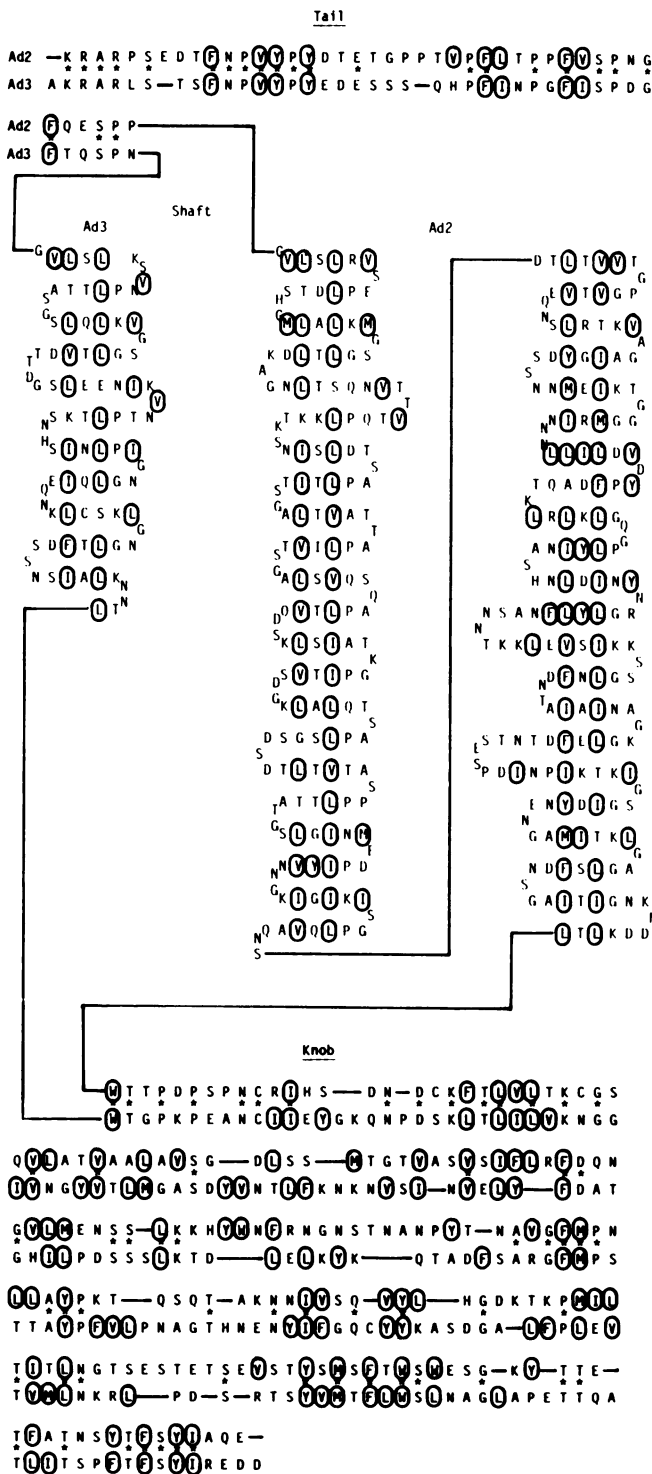 Tail
Ad2 — K R A R P S E D T F N P V Y P Y D T E T G P P T V P F L T P P F V S P N G
Ad3 A K R A R L S — T S F N P V Y P Y E D E S S S — Q H P F I N P G F I S P D G
Ad2 F Q E S P P
Ad3 F T Q S P N
Shaft
Ad3
G V L S L K S
A T T L P N V
S
G S L Q L K V
G
T D V T L G S
T
D G S L E E N I K
V
N S K T L P T N
H S I N L P I
G
Q E I Q L G N
N K L C S K L
G
S D F T L G N
S
N S I A L K N
L T N
Ad2
G V L S L R V
S
H S T D L P E
G M L A L K M
G
K D L T L G S
A
G N L T S Q N V T
T
K T K K L P Q T V
S N I S L D T
S
S T I T L P A
G A L T V A T
T
S T V I L P A
G A L S V Q S
Q
D Q V T L P A
S K L S I A T
K
D S V T I P G
G K L A L Q T
S
D S G S L P A
S
D T L T V T A
S
T A T T L P P
G S L G I N M
E
N N V Y I P D
G K I G I K I
S
N Q A V Q L P G
S
D T L T V V T
G
Q E V T V G P
N S L R T K V
A
S D Y G I A G
S
N N M E I K T
G
N N I R M G G
N L L I L D V
D
T Q A D F P Y
K L R L K L G Q
G
A N I Y L P
S
H N L D I N Y
N
N S A N F L Y L G R
N
T K K L E V S I K K
S
N D F N L G S
T A I A I N A
G
E S T N T D F E L G K
S P D I N P I K T K I
G
N E N Y D I G S
G A M I T K L
G
N D F S L G A
S
G A I T I G N K
N
L T L K D D
Knob
W T T P D P S P N C R I H S — D N — D C K F T L V L T K C G S
W T G P K P E A N C I I E Y G K Q N P D S K L T L I L V K N G G
Q V L A T V A A L A V S G — D L S S — M T G T V A S V S I F L R F D Q N
I V N G Y V T L M G A S D Y V N T L F K N K N V S I — N V E L Y — F D A T
G V L M E N S S — L K K H Y W N F R N G N S T N A N P Y T — N A V G F M P N
G H I L P D S S S L K T D — L E L K Y K — Q T A D F S A R G F M P S
L L A Y P K T — Q S Q T — A K N N I V S Q — V Y L — H G D K T K P M I L
T T A Y P F V L P N A G T H N E N Y I F G Q C Y Y K A S D G A — L F P L E V
T I T L N G T S E S T E T S E V S T Y S M S F T W S W E S G — K Y — T T E —
T V M L N K R L — P D — S — R T S Y V M T F L W S L N A G L A P E T T Q A
T F A T N S Y T F S Y I A Q E —
T L I T S P F T F S Y I R E D D